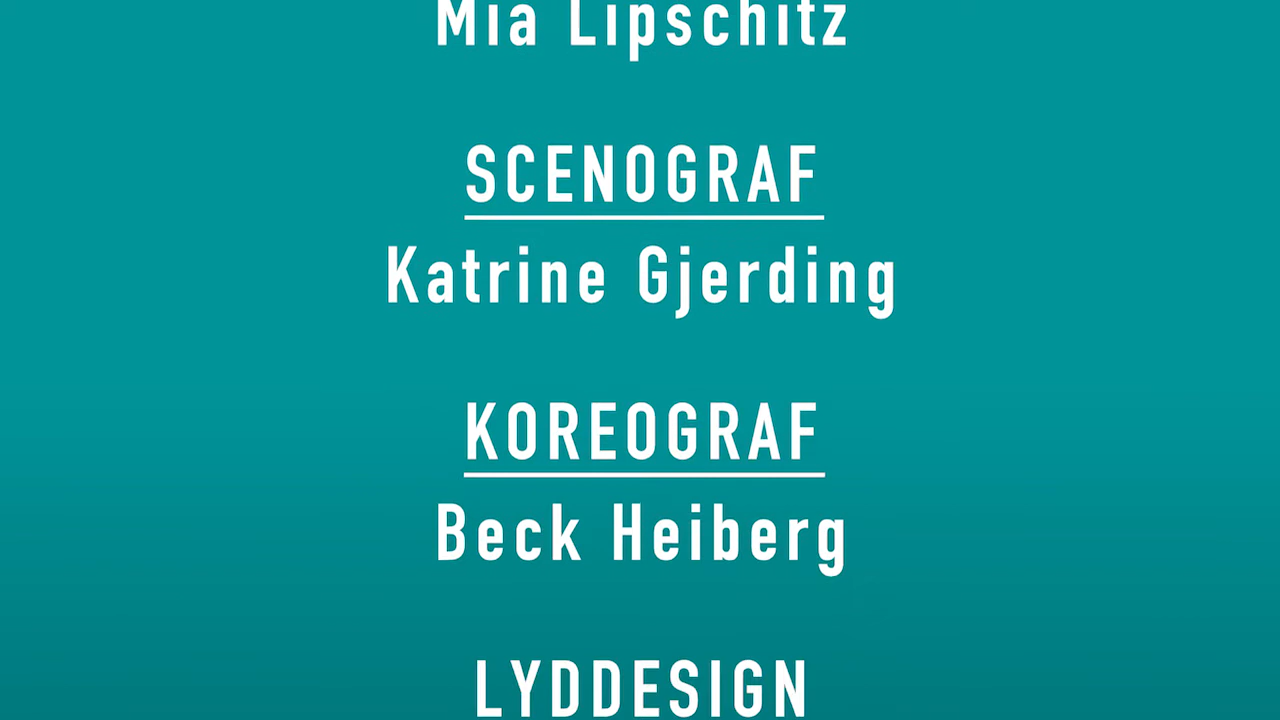 Mia Lipschitz
SCENOGRAF
Katrine Gjerding
KOREOGRAF
Beck Heiberg
LYDDESIGN